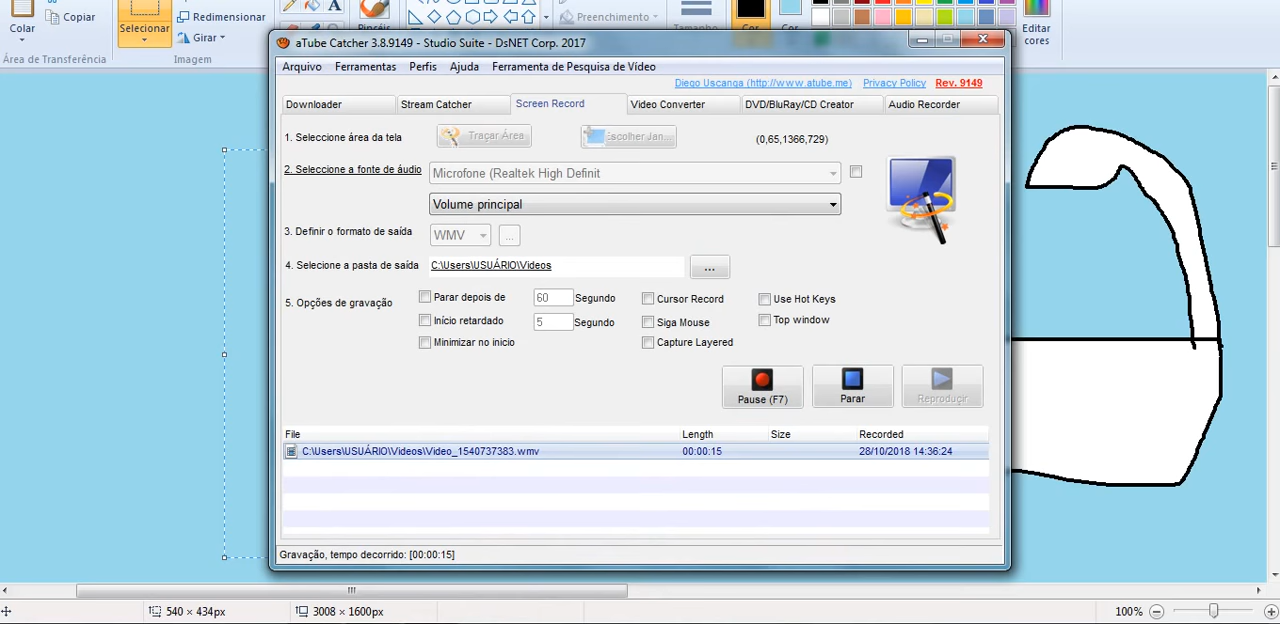 Colar
Copiar
Área de Transferência
Selecionar
Redimensionar
Girar
Imagem
A
Pincéis
Preenchimento
Tamanho
Cor
Cor
Editar
cores
aTube Catcher 3.8.9149 - Studio Suite - DsNET Corp. 2017
Arquivo Ferramentas Perfis Ajuda Ferramenta de Pesquisa de Vídeo
Diego Uscanga (http://www.atube.me) Privacy Policy Rev. 9149
Downloader Stream Catcher Screen Record Video Converter DVD/BluRay/CD Creator Audio Recorder
1. Seleccione área da tela Traçar Área Escolher Jan... (0,65,1366,729)
2. Seleccione a fonte de áudio Microfone (Realtek High Definit
Volume principal
3. Definir o formato de saída WMV ...
4. Selecione a pasta de saída C:\Users\USUÁRIO\Videos ...
5. Opções de gravação
Parar depois de 60 Segundo Cursor Record Use Hot Keys
Início retardado 5 Segundo Siga Mouse Top window
Minimizar no inicio Capture Layered
Pause (F7) Parar Reproduçir
File Length Size Recorded
C:\Users\USUÁRIO\Videos\Video_1540737383.wmv 00:00:15 28/10/2018 14:36:24
Gravação, tempo decorrido: [00:00:15]
540 × 434px 3008 × 1600px 100%